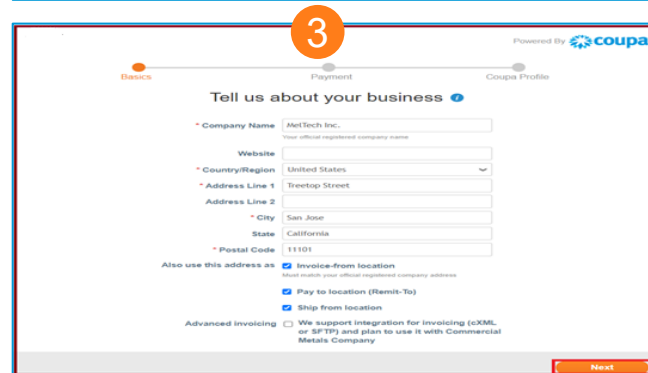 3
Powered By coupa
Basics Payment Coupa Profile
Tell us about your business i
* Company Name MelTech Inc.
Your official registered company name
Website
* Country/Region United States
* Address Line 1 Treetop Street
Address Line 2
* City San Jose
State California
* Postal Code 11101
Also use this address as Invoice-from location
Must match your official registered company address
Pay to location (Remit-To)
Ship from location
Advanced invoicing We support integration for invoicing (cXML
or SFTP) and plan to use it with Commercial
Metals Company
Next